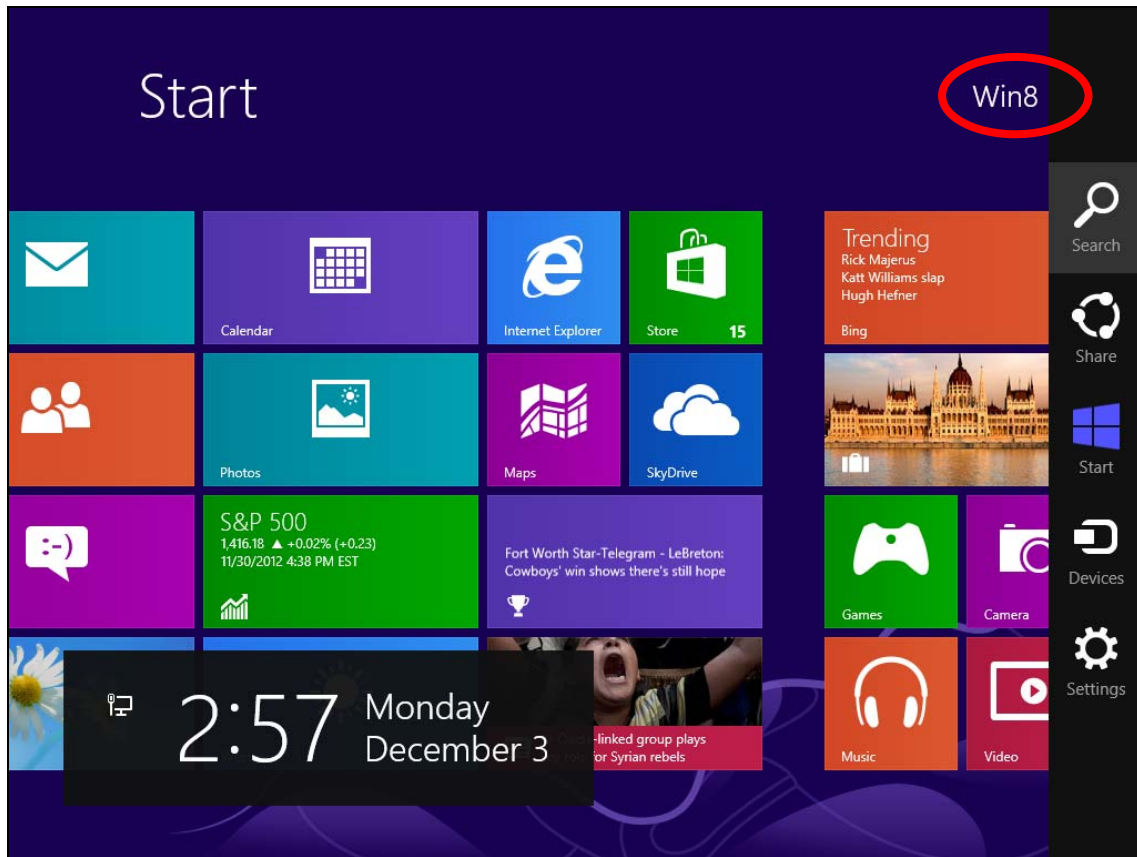 Start
Win8
Search
Share
Start
Devices
Settings
Calendar
Internet Explorer
Store 15
Trending
Rick Majerus
Katt Williams slap
Hugh Hefner
Bing
Photos
Maps
SkyDrive
:-)
S&P 500
1,416.18 ▲ +0.02% (+0.23)
11/30/2012 4:38 PM EST
Fort Worth Star-Telegram - LeBreton:
Cowboys' win shows there's still hope
Games
Camera
2:57
Monday
December 3
-linked group plays
for Syrian rebels
Music
Video